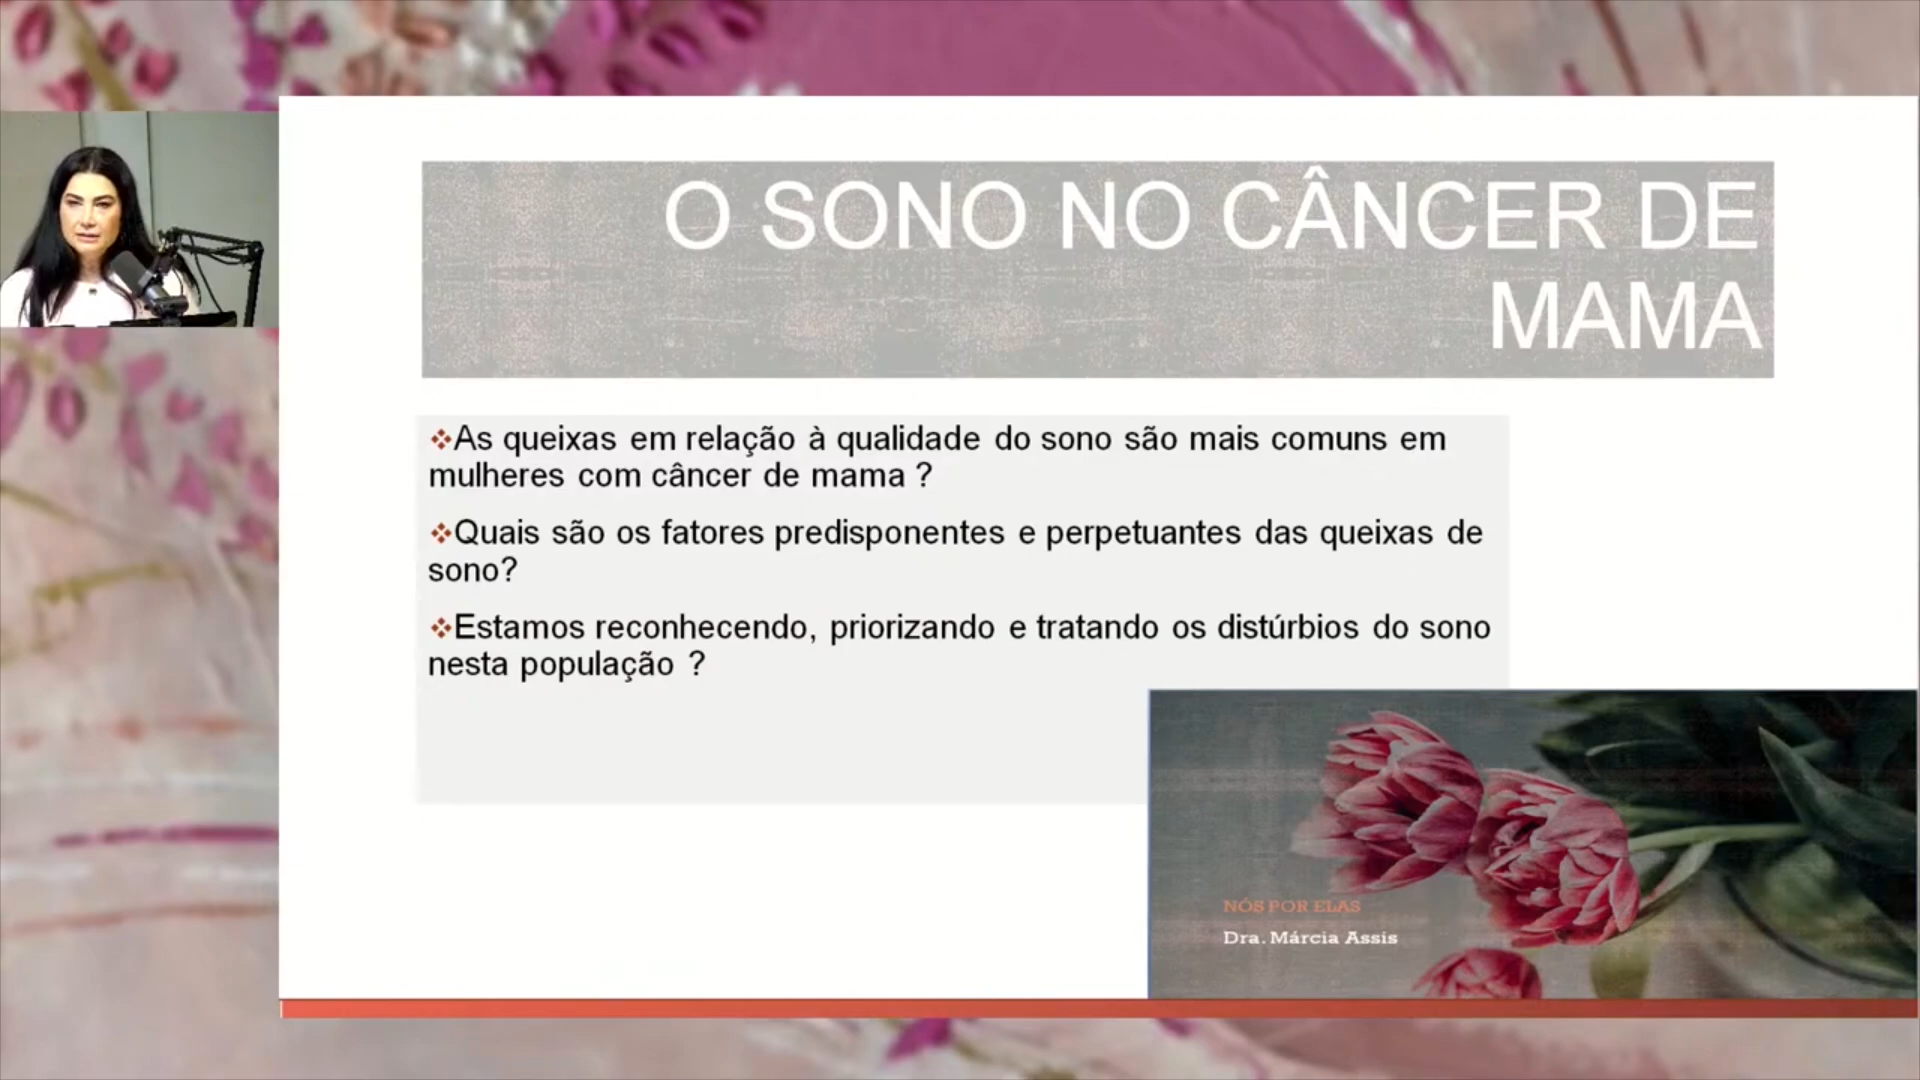 O SONO NO CÂNCER DE
MAMA
❖As queixas em relação à qualidade do sono são mais comuns em
mulheres com câncer de mama ?
❖Quais são os fatores predisponentes e perpetuantes das queixas de
sono?
❖Estamos reconhecendo, priorizando e tratando os distúrbios do sono
nesta população ?
NÓS POR ELAS
Dra. Márcia Assis